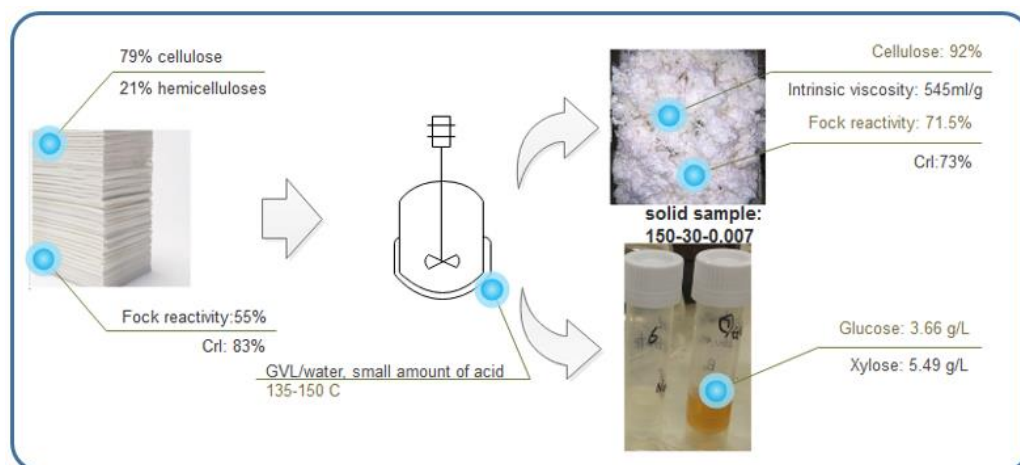 79% cellulose
21% hemicelluloses
Fock reactivity:55%
CrI: 83%
GVL/water, small amount of acid
135-150 C
Cellulose: 92%
Intrinsic viscosity: 545ml/g
Fock reactivity: 71.5%
CrI:73%
solid sample:
150-30-0.007
6
Glucose: 3.66 g/L
Xylose: 5.49 g/L